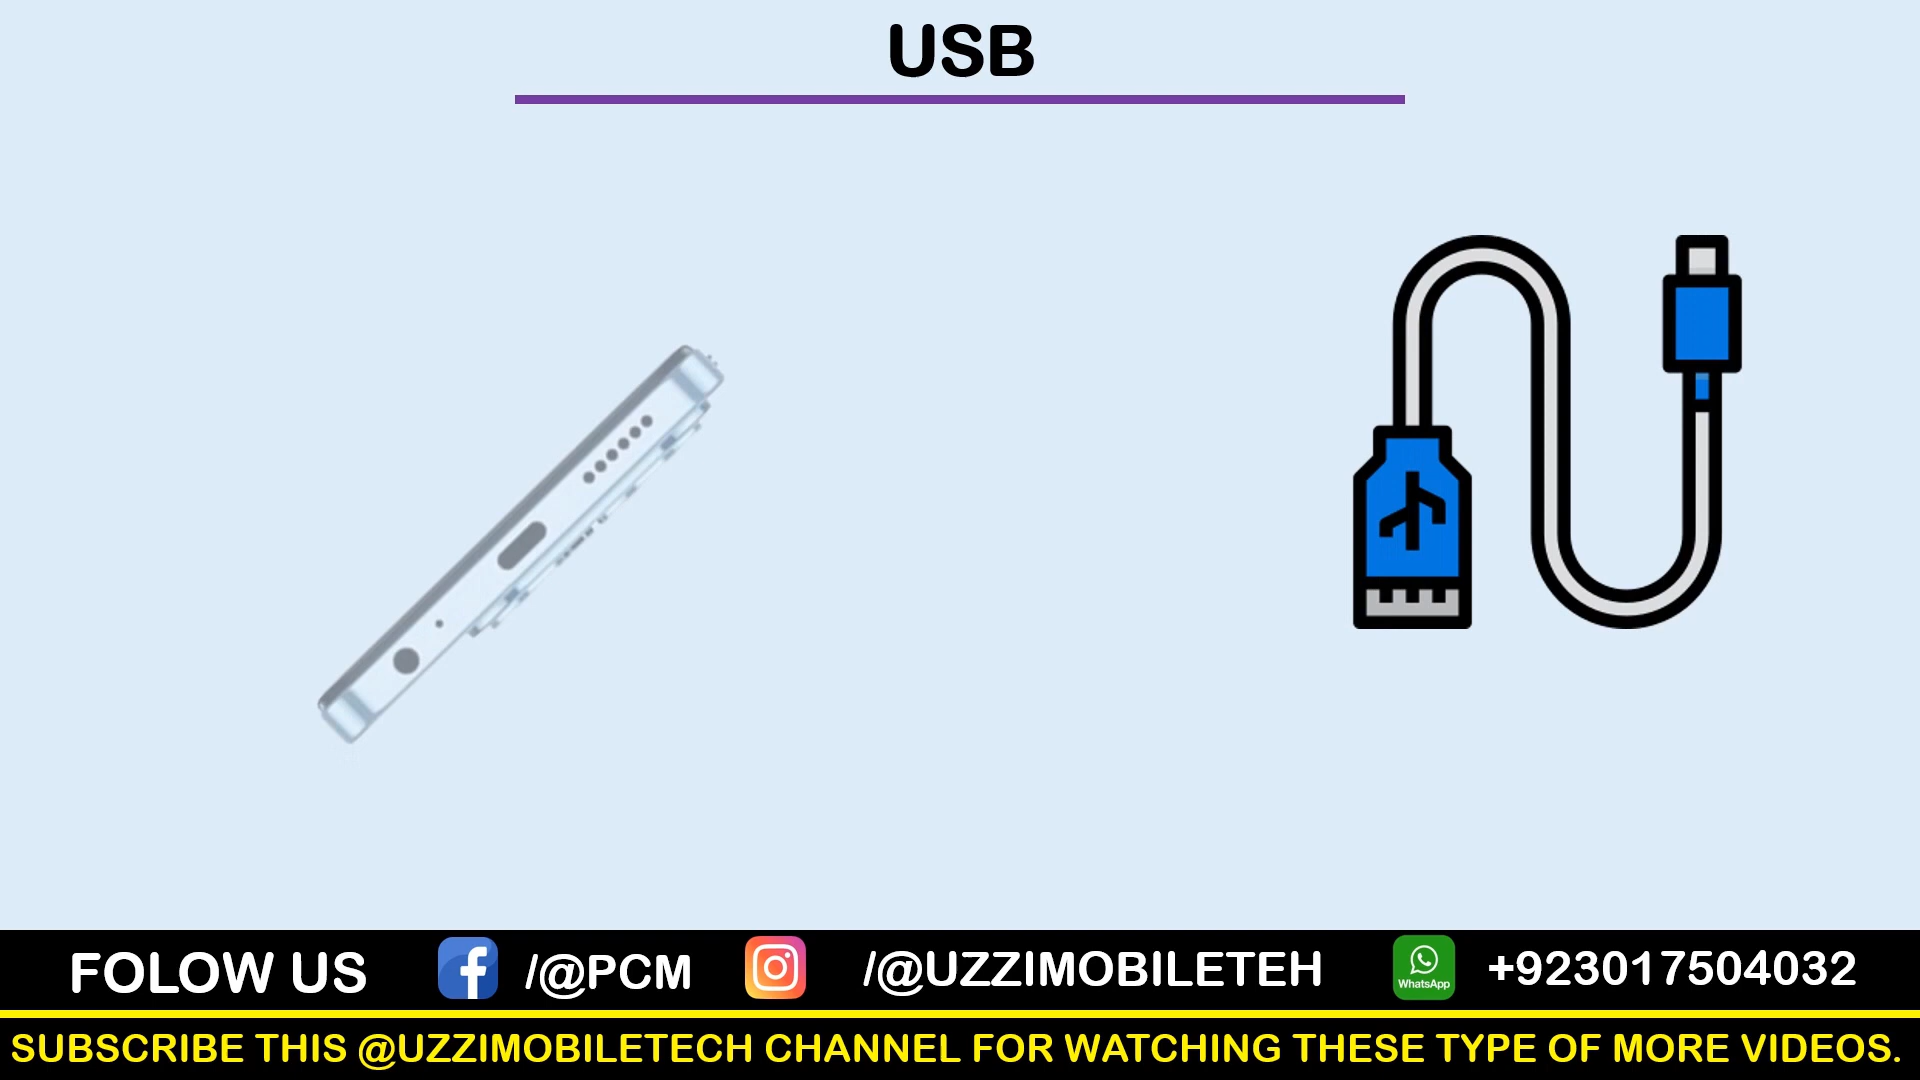 USB
FOLOW US /@PCM /@UZZIMOBILETEH WhatsApp +923017504032
SUBSCRIBE THIS @UZZIMOBILETECH CHANNEL FOR WATCHING THESE TYPE OF MORE VIDEOS.